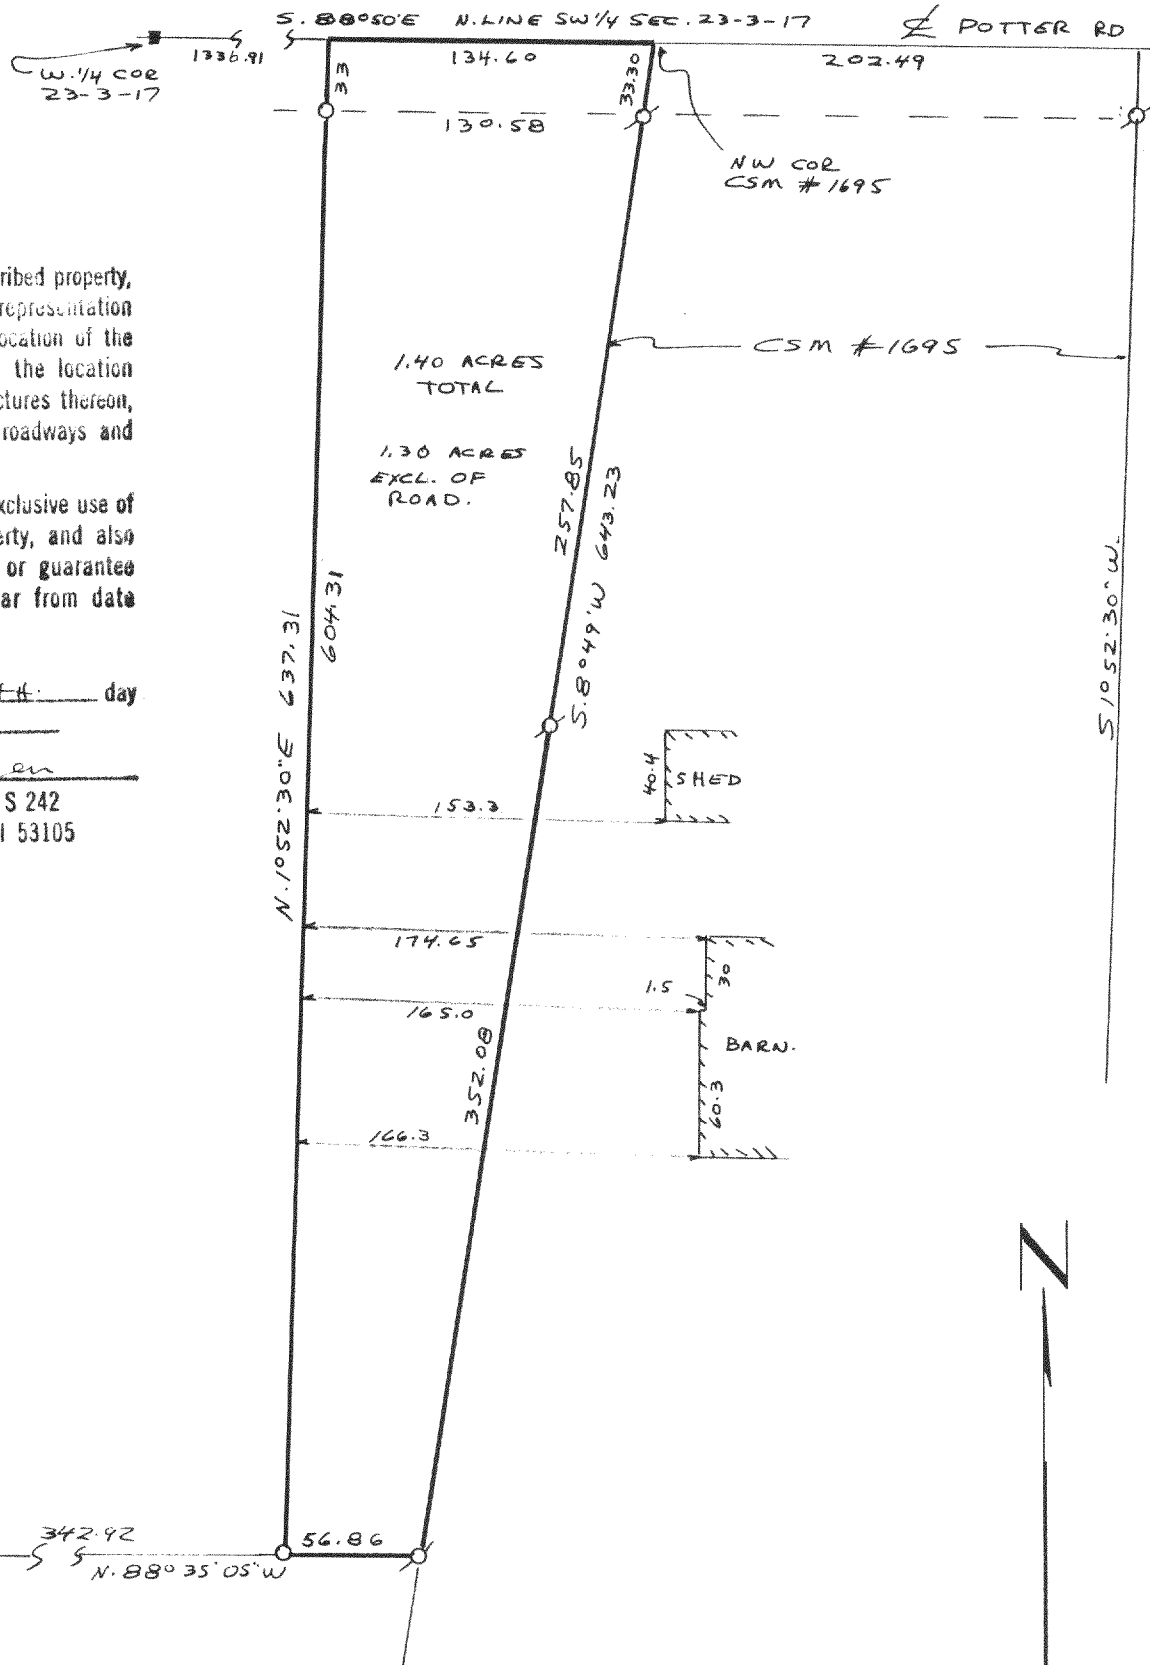 S. 88°50'E N. LINE SW 1/4 SEC. 23-3-17
℄ POTTER RD
1336.91
134.60
202.49
W. 1/4 COR
23-3-17
33
33.30
130.58
NW COR
CSM # 1695
ribed property,
representation
ocation of the
the location
ctures thereon,
roadways and
CSM # 1695
1.40 ACRES
TOTAL
1.30 ACRES
EXCL. OF
ROAD.
xclusive use of
erty, and also
or guarantee
ar from date
257.85
S. 8°49'W 643.23
S 1°52'30"W.
N. 1°52'30"E 637.31
604.31
day
en
S 242
I 53105
40.4
SHED
153.3
174.65
30
1.5
165.0
BARN.
352.08
60.3
166.3
N
342.92
56.86
N. 88°35'05"W